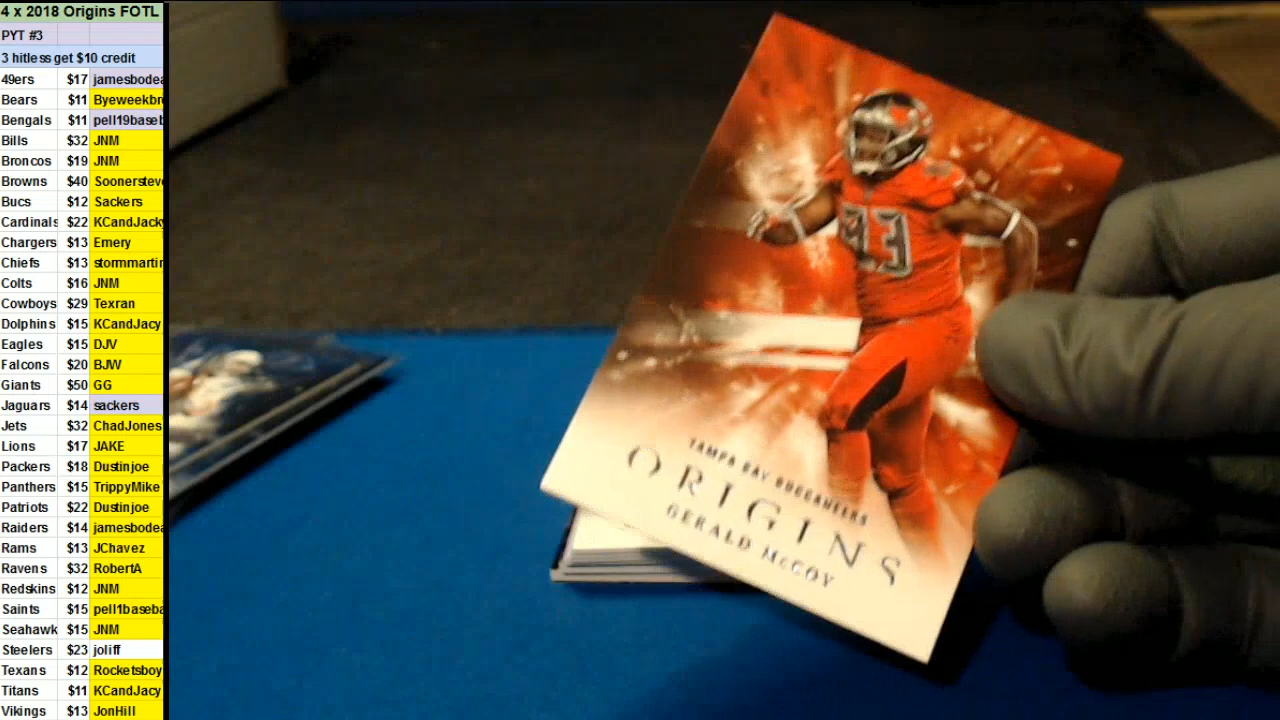 4 x 2018 Origins FOTL
PYT #3
3 hitless get $10 credit
49ers $17 jamesbodea
Bears $11 Byeweekbr
Bengals $11 pell19baseb
Bills $32 JNM
Broncos $19 JNM
Browns $40 Soonersteve
Bucs $12 Sackers
Cardinals $22 KCandJacky
Chargers $13 Emery
Chiefs $13 stormmartin
Colts $16 JNM
Cowboys $29 Texran
Dolphins $15 KCandJacy
Eagles $15 DJV
Falcons $20 BJW
Giants $50 GG
Jaguars $14 sackers
Jets $32 ChadJones
Lions $17 JAKE
Packers $18 Dustinjoe
Panthers $15 TrippyMike
Patriots $22 Dustinjoe
Raiders $14 jamesbodea
Rams $13 JChavez
Ravens $32 RobertA
Redskins $12 JNM
Saints $15 pell1baseba
Seahawk $15 JNM
Steelers $23 joliff
Texans $12 Rocketsboy
Titans $11 KCandJacy
Vikings $13 JonHill
93
TAMPA BAY BUCCANEERS
ORIGINS
GERALD McCOY